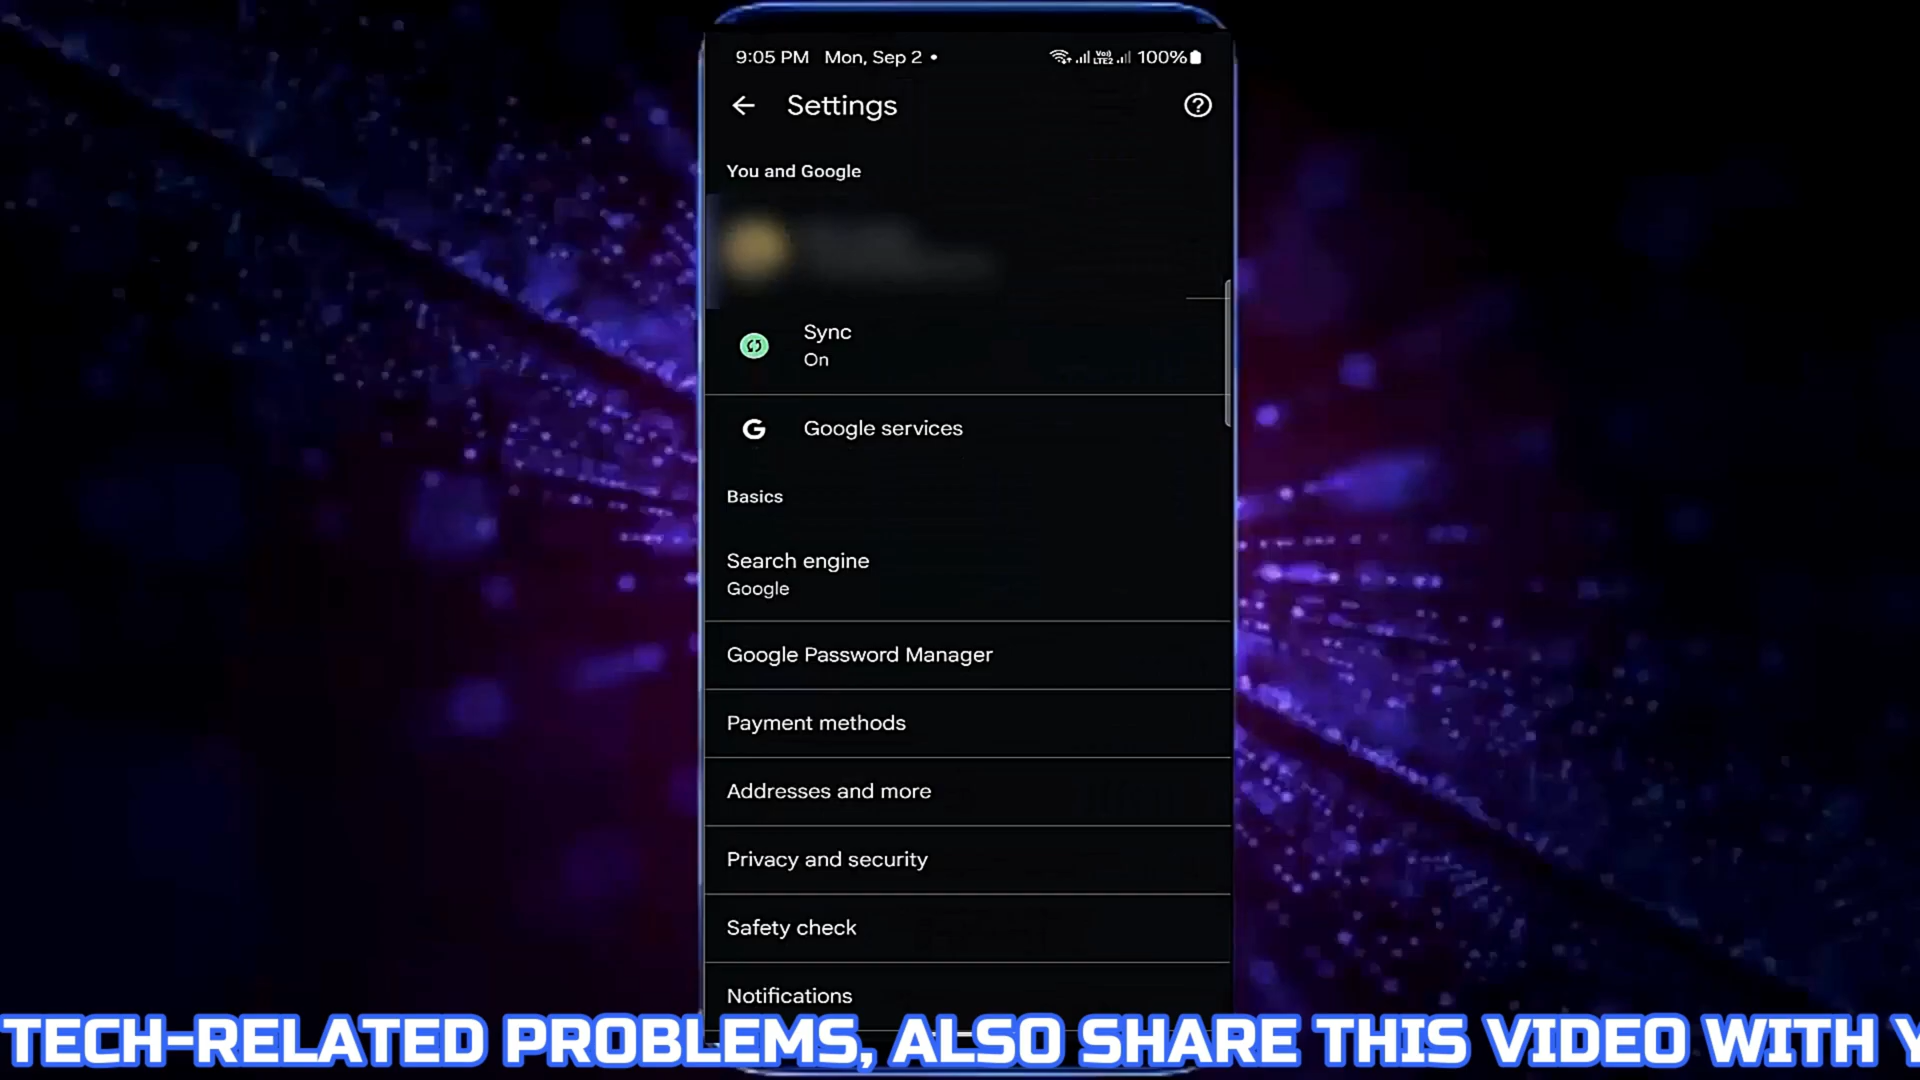 9:05 PM Mon, Sep 2 • Vo) LTE2 100%
Settings
You and Google
Sync
On
Google services
Basics
Search engine
Google
Google Password Manager
Payment methods
Addresses and more
Privacy and security
Safety check
Notifications
TECH-RELATED PROBLEMS, ALSO SHARE THIS VIDEO WITH Y